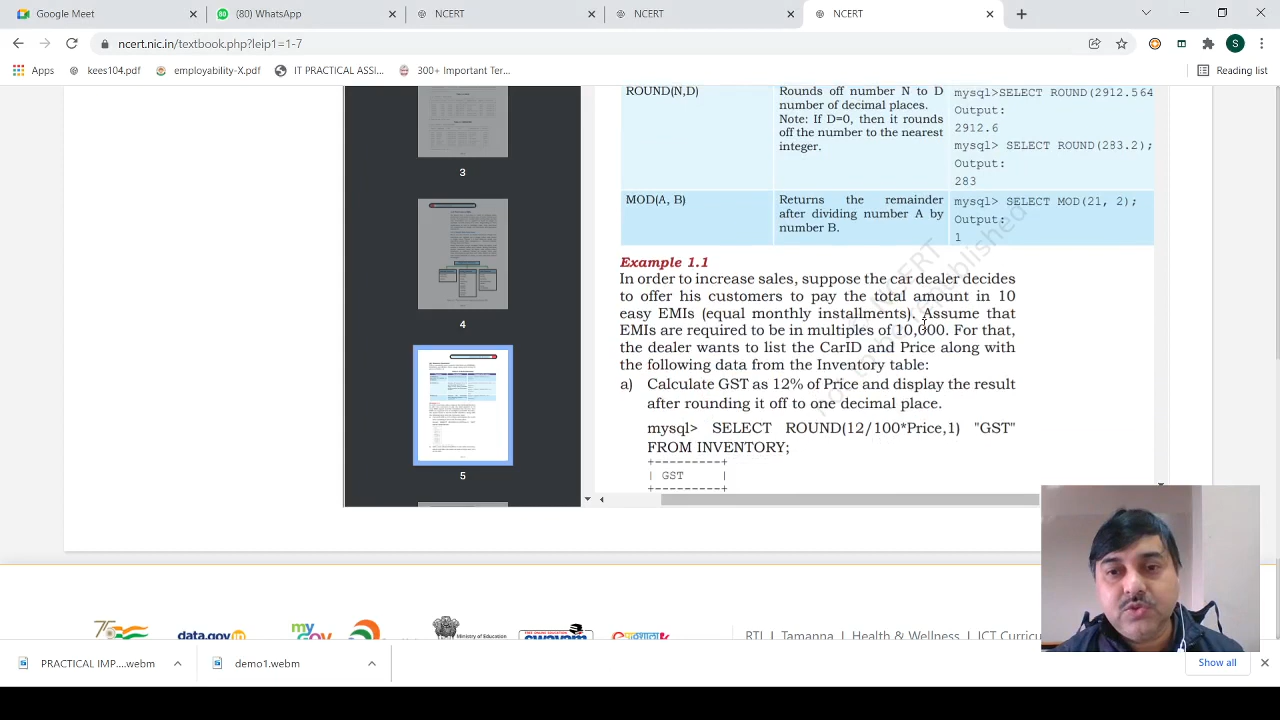 Google Meet
(80) WhatsApp
NCERT
NCERT
NCERT
ncert.nic.in/textbook.php?leip1=1-7
S
Apps
kees104.pdf
employability-X.pdf
IT PRACTICAL ASSI...
300+ Important Ter...
Reading list
3
4
5
ROUND(N,D)
Rounds off number N to D
number of decimal places.
Note: If D=0, then it rounds
off the number to the nearest
integer.
mysql>SELECT ROUND(2912.564
Output:
2912.6
mysql> SELECT ROUND(283.2);
Output:
283
MOD(A, B)
Returns the remainder
after dividing number A by
number B.
mysql> SELECT MOD(21, 2);
Output:
1
Example 1.1
In order to increase sales, suppose the car dealer decides
to offer his customers to pay the total amount in 10
easy EMIs (equal monthly installments). Assume that
EMIs are required to be in multiples of 10,000. For that,
the dealer wants to list the CarID and Price along with
the following data from the Inventory table:
a) Calculate GST as 12% of Price and display the result
after rounding it off to one decimal place.
mysql> SELECT ROUND(12/100*Price,1) "GST"
FROM INVENTORY;
+---------+
| GST |
+---------+
75
data.gov
my
gov
Ministry of Education
swayam
RTI | Tamanna | Health & Wellness
Curricu
PRACTICAL IMP....webm
demo1.webm
Show all